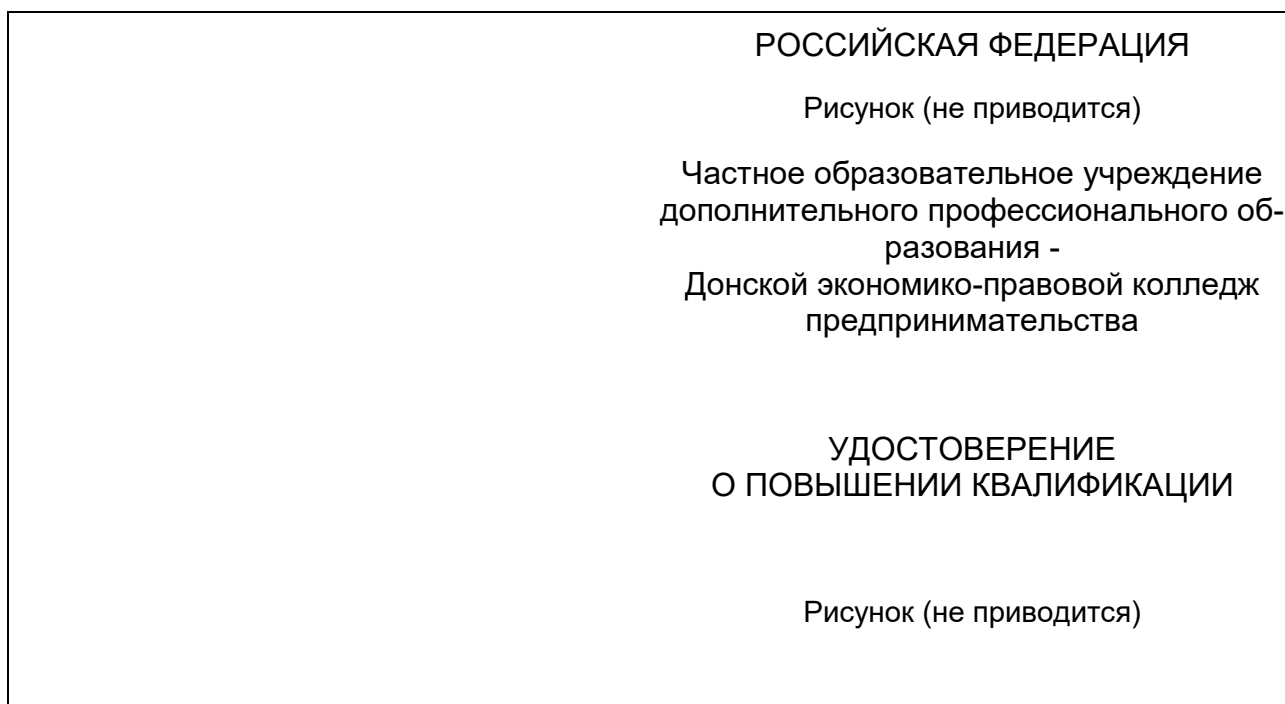 РОССИЙСКАЯ ФЕДЕРАЦИЯ
Рисунок (не приводится)
Частное образовательное учреждение
дополнительного профессионального об-
разования -
Донской экономико-правовой колледж
предпринимательства
УДОСТОВЕРЕНИЕ
О ПОВЫШЕНИИ КВАЛИФИКАЦИИ
Рисунок (не приводится)